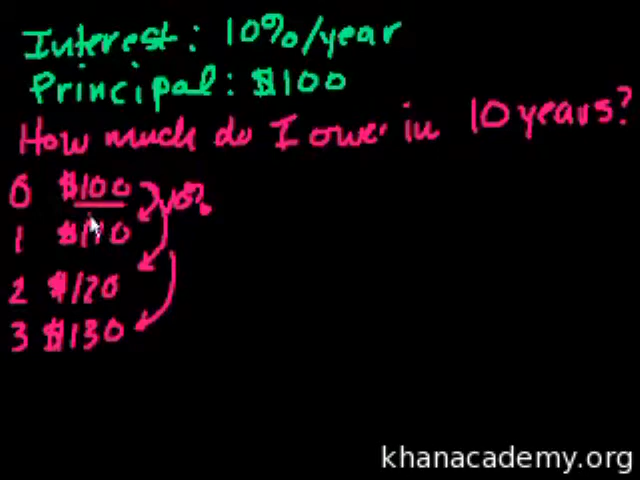 Interest: 10%/year
Principal: $100
How much do I owe in 10 years?
0 $100 10%
1 $110
2 $120
3 $130
khanacademy.org